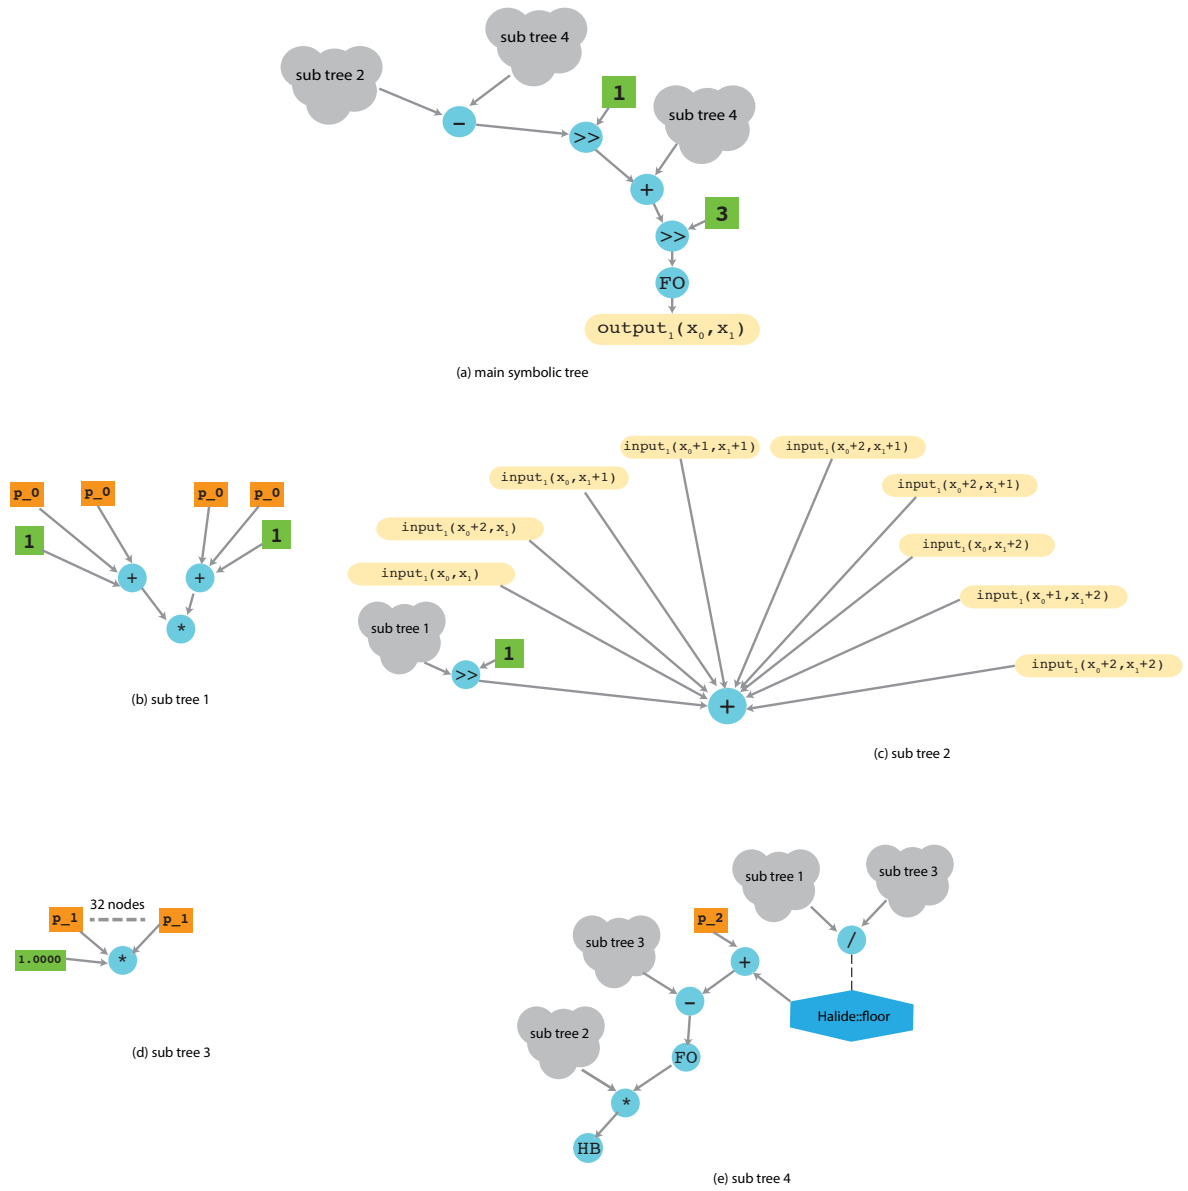 sub tree 4
sub tree 2
1
sub tree 4
-
>>
+
3
>>
FO
output₁(x₀,x₁)
(a) main symbolic tree
p_0
p_0
p_0
p_0
1
1
+
+
*
(b) sub tree 1
input₁(x₀+1,x₁+1)
input₁(x₀+2,x₁+1)
input₁(x₀,x₁+1)
input₁(x₀+2,x₁+1)
input₁(x₀+2,x₁)
input₁(x₀,x₁+2)
input₁(x₀,x₁)
input₁(x₀+1,x₁+2)
sub tree 1
1
input₁(x₀+2,x₁+2)
>>
+
(c) sub tree 2
32 nodes
p_1
p_1
1.0000
*
(d) sub tree 3
sub tree 1
sub tree 3
p_2
sub tree 3
/
+
-
Halide::floor
sub tree 2
FO
*
HB
(e) sub tree 4